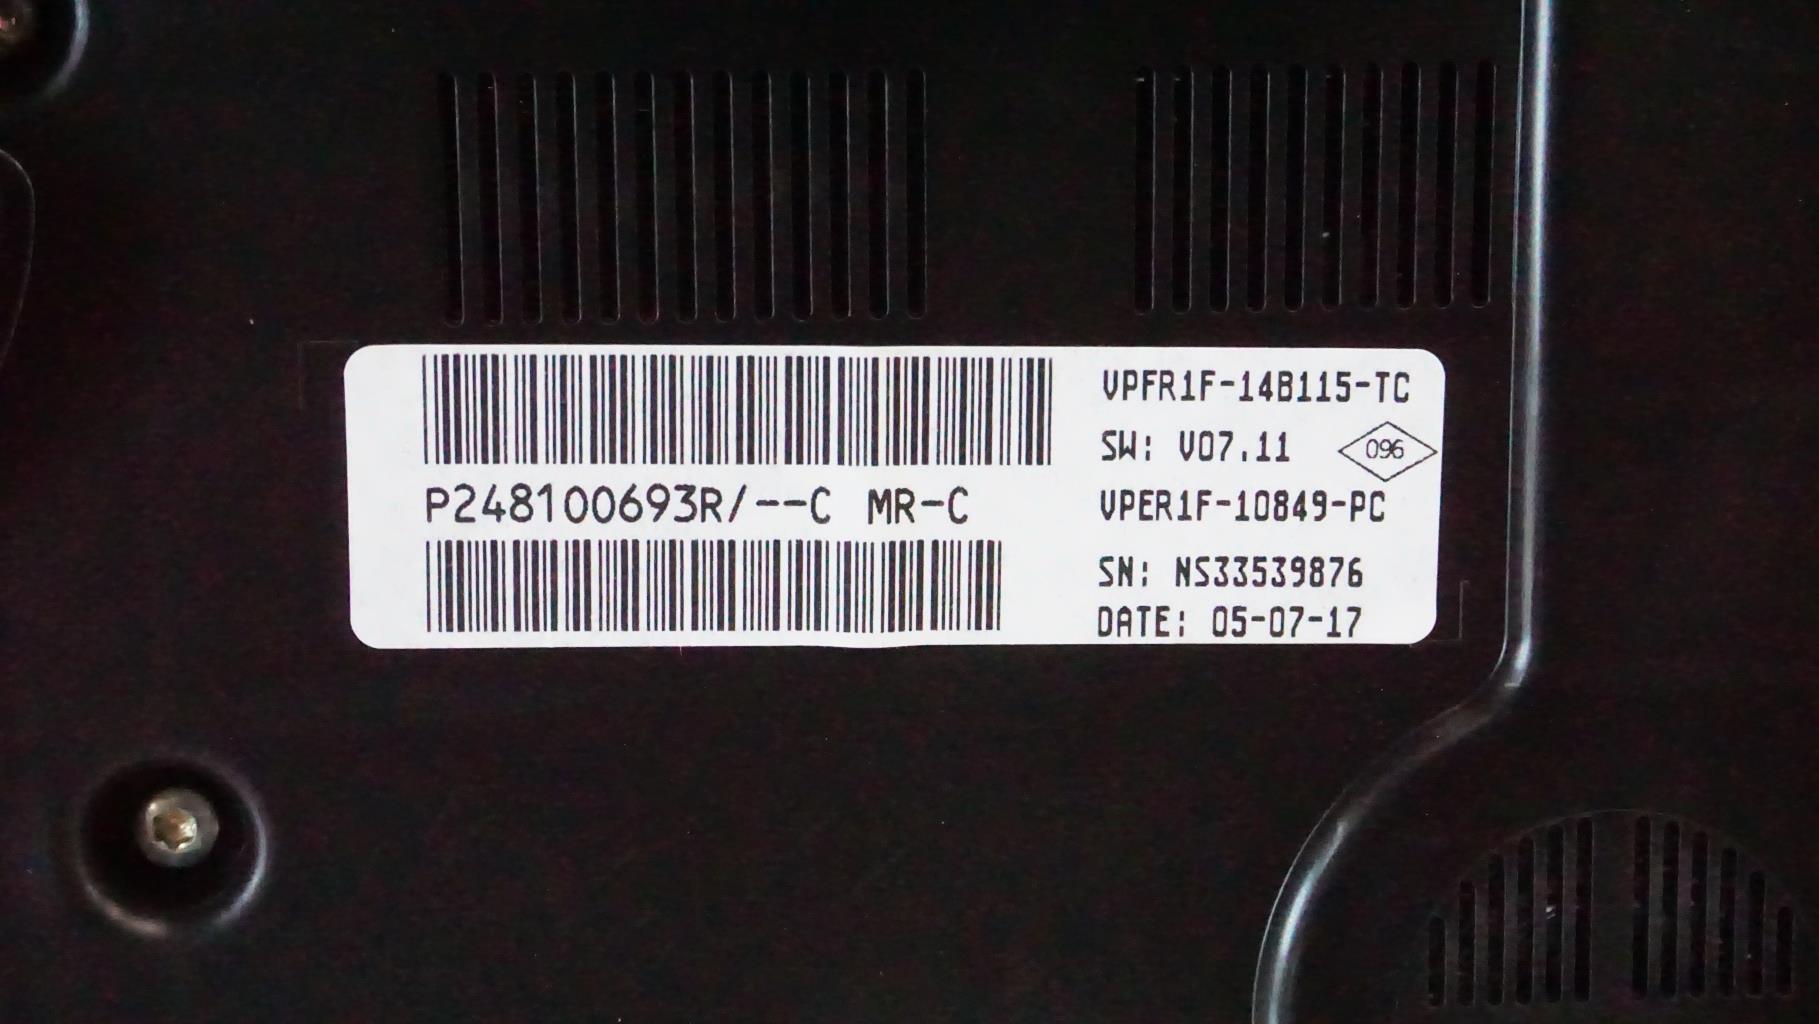 P248100693R/--C MR-C
VPFR1F-14B115-TC
SW: V07.11
096
VPER1F-10849-PC
SN: NS33539876
DATE: 05-07-17